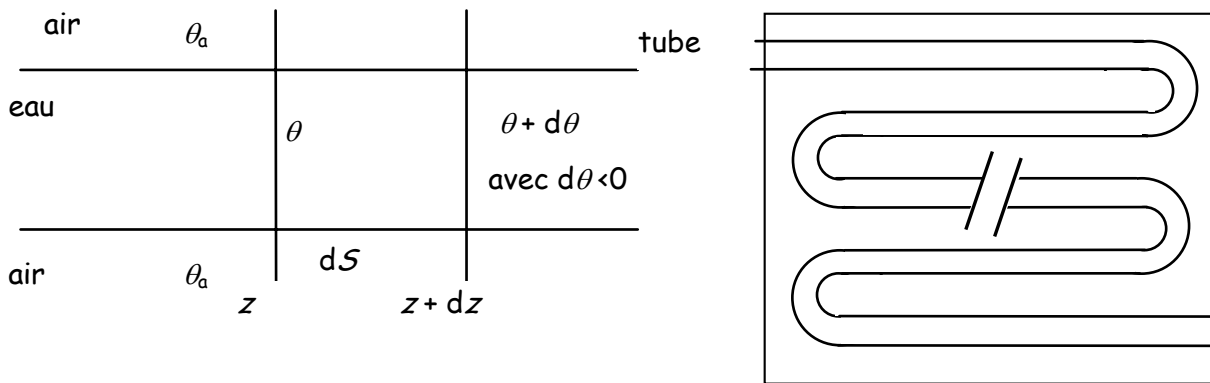 air θa tube
eau
θ θ + dθ
avec dθ <0
air θa dS
z z + dz